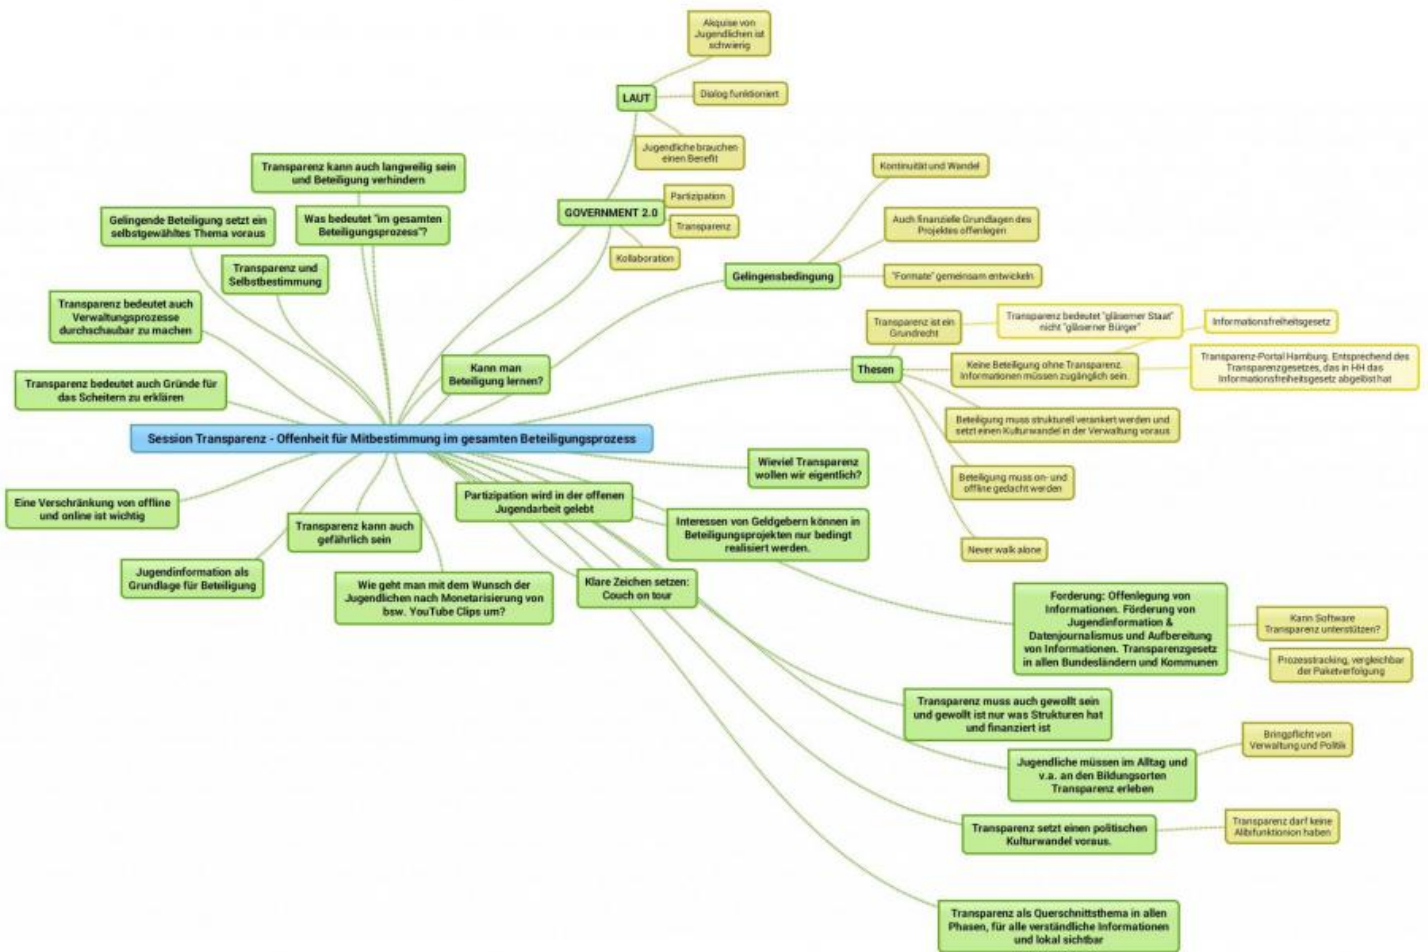 Akquise von
Jugendlichen ist
schwierig
LAUT
Dialog funktioniert
Jugendliche brauchen
einen Benefit
Transparenz kann auch langweilig sein
und Beteiligung verhindern
Kontinuität und Wandel
Partizipation
GOVERNMENT 2.0
Transparenz
Kollaboration
Gelingende Beteiligung setzt ein
selbstgewähltes Thema voraus
Was bedeutet "im gesamten
Beteiligungsprozess"?
Auch finanzielle Grundlagen des
Projektes offenlegen
Transparenz und
Selbstbestimmung
Gelingensbedingung
"Formate" gemeinsam entwickeln
Transparenz bedeutet auch
Verwaltungsprozesse
durchschaubar zu machen
Transparenz ist ein
Grundrecht
Transparenz bedeutet "gläserner Staat"
nicht "gläserner Bürger"
Informationsfreiheitsgesetz
Kann man
Beteiligung lernen?
Thesen
Keine Beteiligung ohne Transparenz.
Informationen müssen zugänglich sein.
Transparenz-Portal Hamburg. Entsprechend des
Transparenzgesetzes, das in HH das
Informationsfreiheitsgesetz abgelöst hat
Transparenz bedeutet auch Gründe für
das Scheitern zu erklären
Beteiligung muss strukturell verankert werden und
setzt einen Kulturwandel in der Verwaltung voraus
Session Transparenz - Offenheit für Mitbestimmung im gesamten Beteiligungsprozess
Wieviel Transparenz
wollen wir eigentlich?
Beteiligung muss on- und
offline gedacht werden
Eine Verschränkung von offline
und online ist wichtig
Partizipation wird in der offenen
Jugendarbeit gelebt
Transparenz kann auch
gefährlich sein
Interessen von Geldgebern können in
Beteiligungsprojekten nur bedingt
realisiert werden.
Never walk alone
Jugendinformation als
Grundlage für Beteiligung
Wie geht man mit dem Wunsch der
Jugendlichen nach Monetarisierung von
bsw. YouTube Clips um?
Klare Zeichen setzen:
Couch on tour
Forderung: Offenlegung von
Informationen. Förderung von
Jugendinformation &
Datenjournalismus und Aufbereitung
von Informationen. Transparenzgesetz
in allen Bundesländern und Kommunen
Kann Software
Transparenz unterstützen?
Prozesstracking, vergleichbar
der Paketverfolgung
Transparenz muss auch gewollt sein
und gewollt ist nur was Strukturen hat
und finanziert ist
Bringpflicht von
Verwaltung und Politik
Jugendliche müssen im Alltag und
v.a. an den Bildungsorten
Transparenz erleben
Transparenz setzt einen politischen
Kulturwandel voraus.
Transparenz darf keine
Alibifunktionion haben
Transparenz als Querschnittsthema in allen
Phasen, für alle verständliche Informationen
und lokal sichtbar